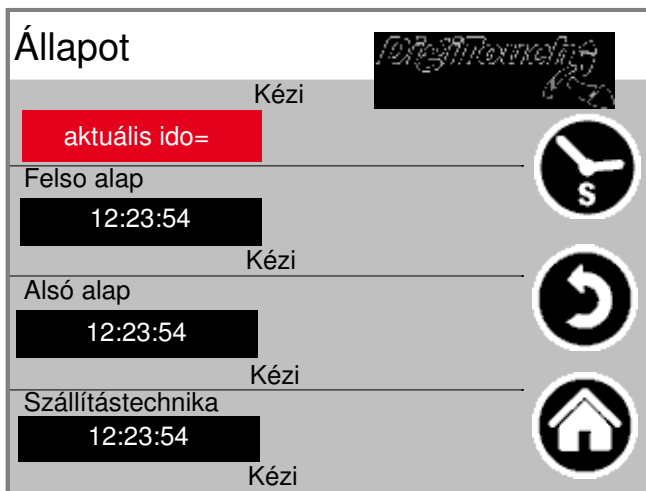 Állapot
DigiTouch
Kézi
aktuális ido=
Felso alap
12:23:54
S
Kézi
Alsó alap
12:23:54
Kézi
Szállítástechnika
12:23:54
Kézi